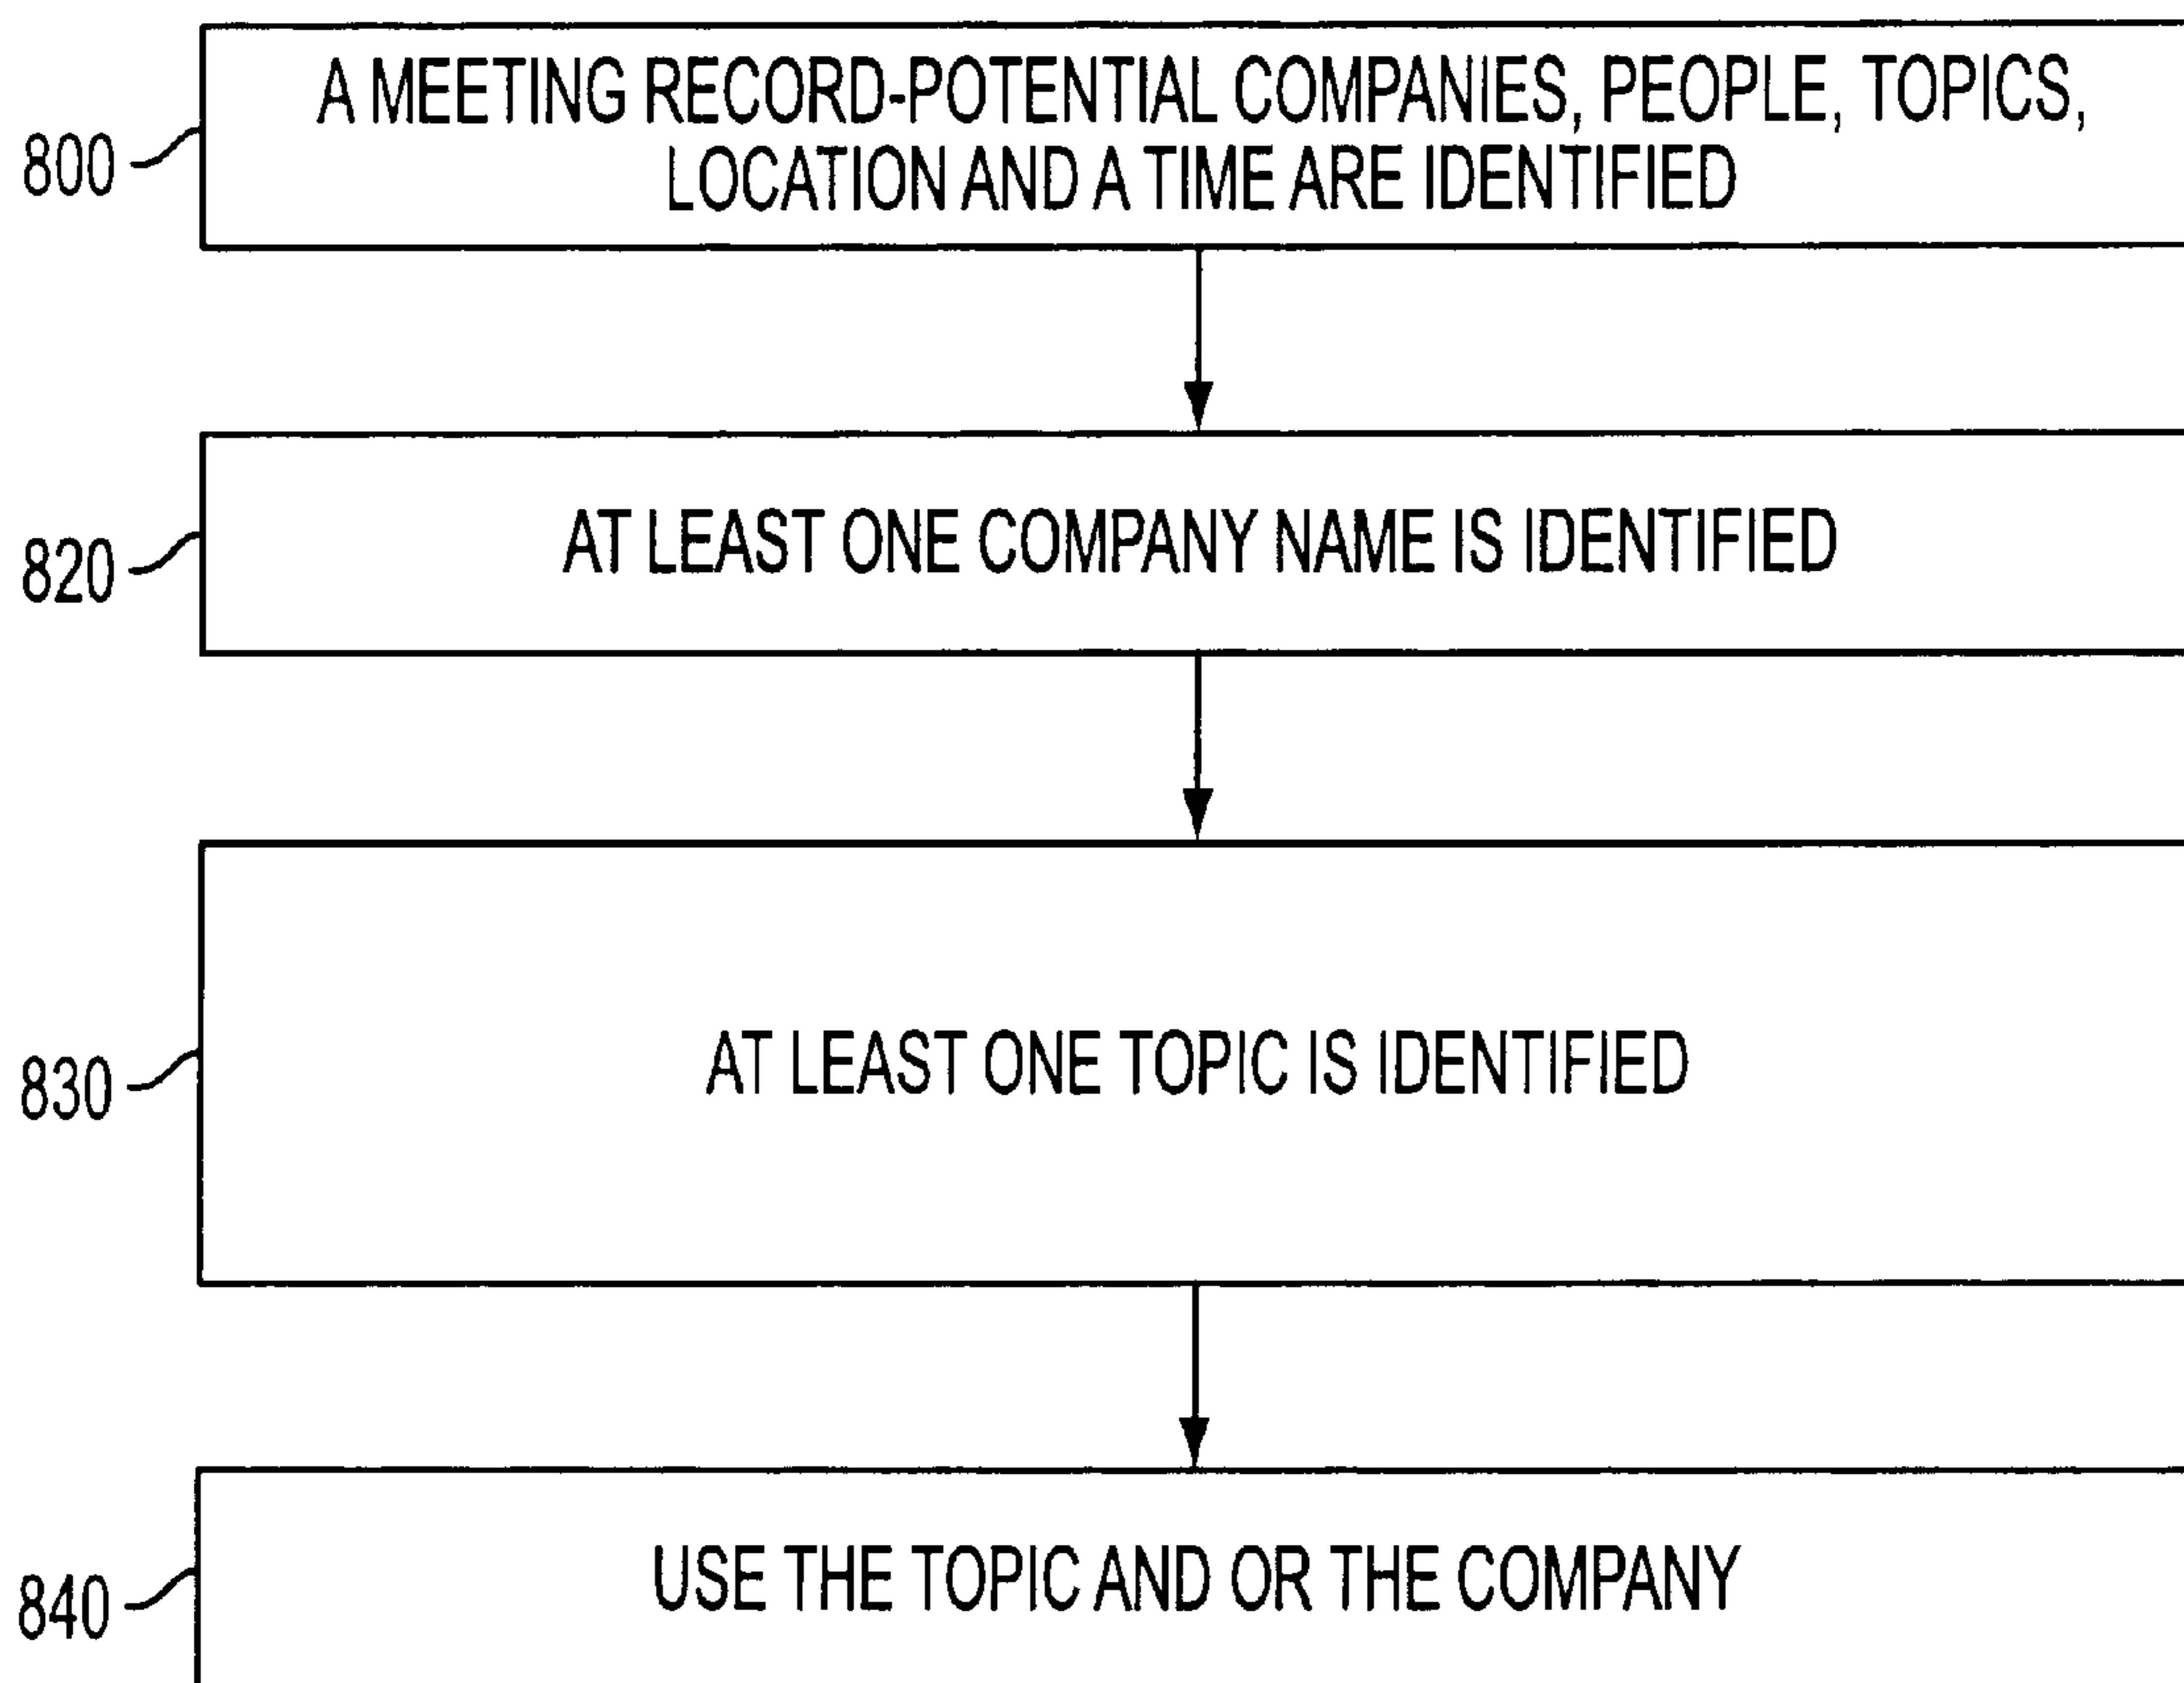 A MEETING RECORD-POTENTIAL COMPANIES, PEOPLE, TOPICS,
LOCATION AND A TIME ARE IDENTIFIED
800
AT LEAST ONE COMPANY NAME IS IDENTIFIED
820
AT LEAST ONE TOPIC IS IDENTIFIED
830
USE THE TOPIC AND OR THE COMPANY
840